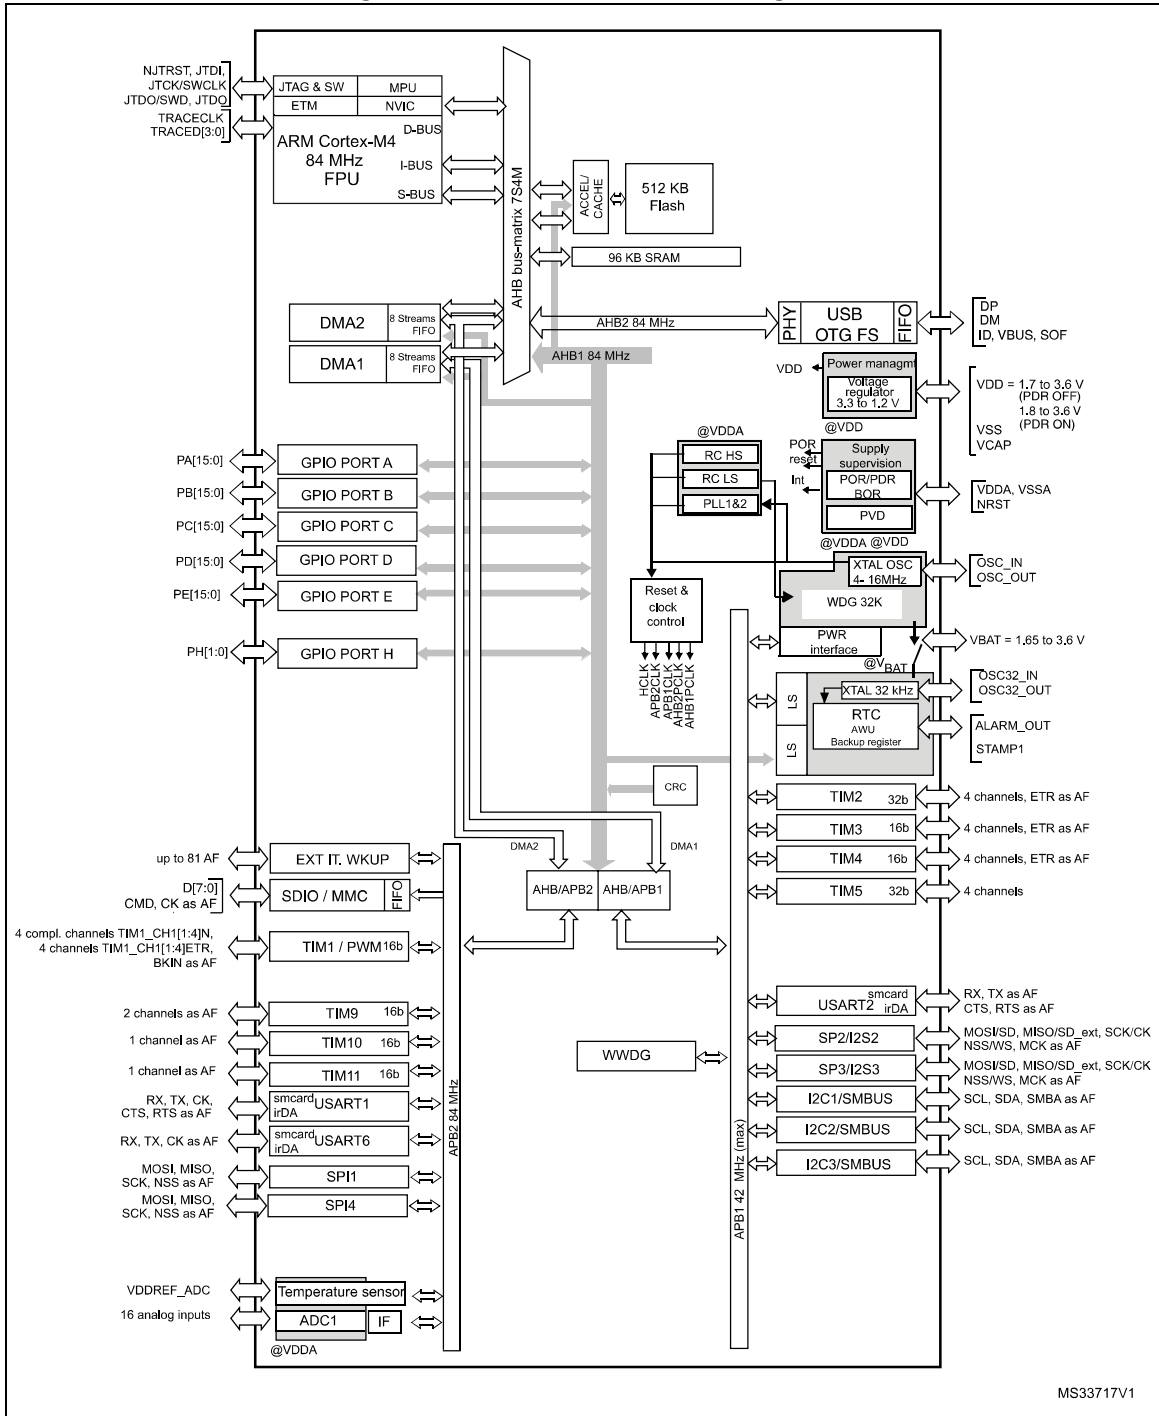 NJTRST, JTDI,
JTCK/SWCLK
JTDO/SWD, JTDO
TRACECLK
TRACED[3:0]
JTAG & SW
MPU
ETM
NVIC
ARM Cortex-M4
84 MHz
FPU
D-BUS
I-BUS
S-BUS
AHB bus-matrix 7S4M
ACCEL/
CACHE
512 KB
Flash
96 KB SRAM
DMA2
8 Streams
FIFO
DMA1
8 Streams
FIFO
AHB2 84 MHz
AHB1 84 MHz
PHY
USB
OTG FS
FIFO
DP
DM
ID, VBUS, SOF
VDD
Power managmt
Voltage
regulator
3.3 to 1.2 V
@VDD
VDD = 1.7 to 3.6 V
(PDR OFF)
1.8 to 3.6 V
(PDR ON)
VSS
VCAP
@VDDA
RC HS
RC LS
PLL1&2
POR
reset
Int
Supply
supervision
POR/PDR
BOR
PVD
VDDA, VSSA
NRST
@VDDA @VDD
XTAL OSC
4- 16MHz
OSC_IN
OSC_OUT
WDG 32K
PA[15:0]
GPIO PORT A
PB[15:0]
GPIO PORT B
PC[15:0]
GPIO PORT C
PD[15:0]
GPIO PORT D
PE[15:0]
GPIO PORT E
PH[1:0]
GPIO PORT H
Reset &
clock
control
HCLK
APB2CLK
APB1CLK
AHB2PCLK
AHB1PCLK
PWR
interface
VBAT = 1.65 to 3.6 V
@VBAT
LS
LS
XTAL 32 kHz
OSC32_IN
OSC32_OUT
RTC
AWU
Backup register
ALARM_OUT
STAMP1
CRC
TIM2 32b
4 channels, ETR as AF
TIM3 16b
4 channels, ETR as AF
TIM4 16b
4 channels, ETR as AF
TIM5 32b
4 channels
DMA2
DMA1
AHB/APB2
AHB/APB1
up to 81 AF
EXT IT. WKUP
D[7:0]
CMD, CK as AF
SDIO / MMC
FIFO
4 compl. channels TIM1_CH1[1:4]N,
4 channels TIM1_CH1[1:4]ETR,
BKIN as AF
TIM1 / PWM 16b
2 channels as AF
TIM9 16b
1 channel as AF
TIM10 16b
1 channel as AF
TIM11 16b
RX, TX, CK,
CTS, RTS as AF
smcard
irDA
USART1
RX, TX, CK as AF
smcard
irDA
USART6
MOSI, MISO,
SCK, NSS as AF
SPI1
MOSI, MISO,
SCK, NSS as AF
SPI4
APB2 84 MHz
VDDREF_ADC
Temperature sensor
16 analog inputs
ADC1
IF
@VDDA
WWDG
APB1 42 MHz (max)
USART2
smcard
irDA
RX, TX as AF
CTS, RTS as AF
SP2/I2S2
MOSI/SD, MISO/SD_ext, SCK/CK
NSS/WS, MCK as AF
SP3/I2S3
MOSI/SD, MISO/SD_ext, SCK/CK
NSS/WS, MCK as AF
I2C1/SMBUS
SCL, SDA, SMBA as AF
I2C2/SMBUS
SCL, SDA, SMBA as AF
I2C3/SMBUS
SCL, SDA, SMBA as AF
MS33717V1